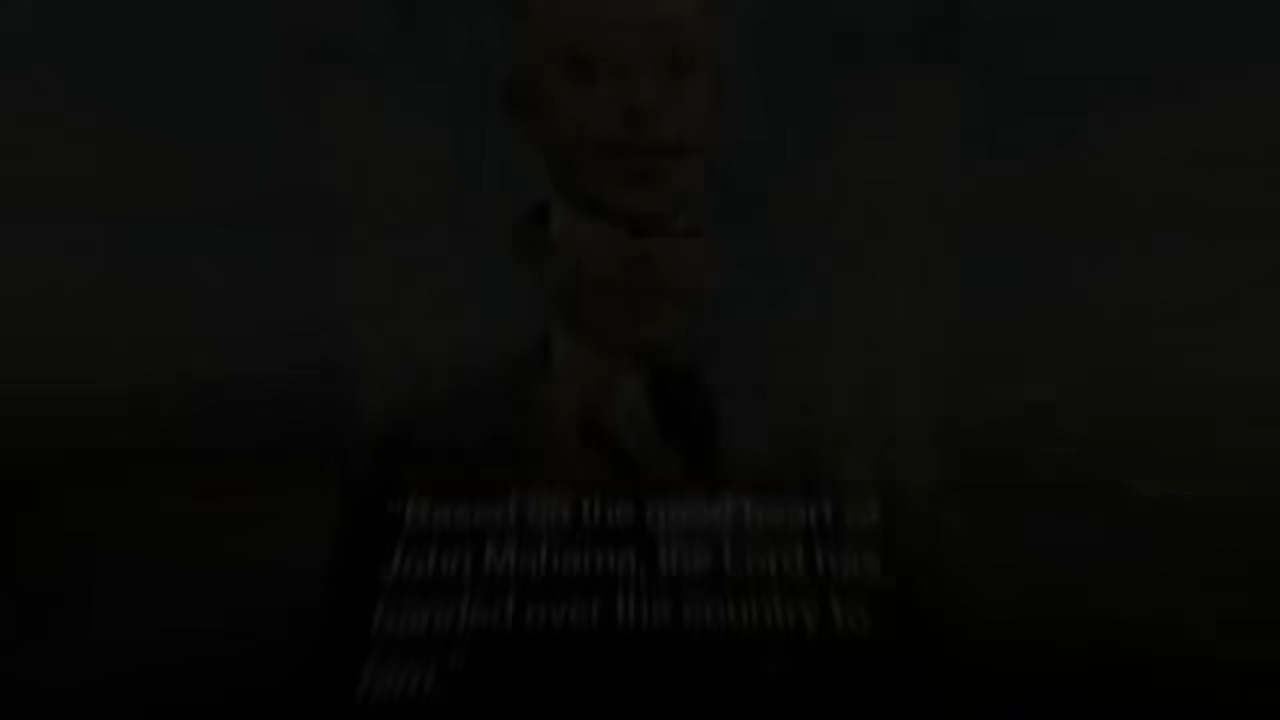 "Based on the good heart of
John Mahama, the Lord has
handed over the country to
him."